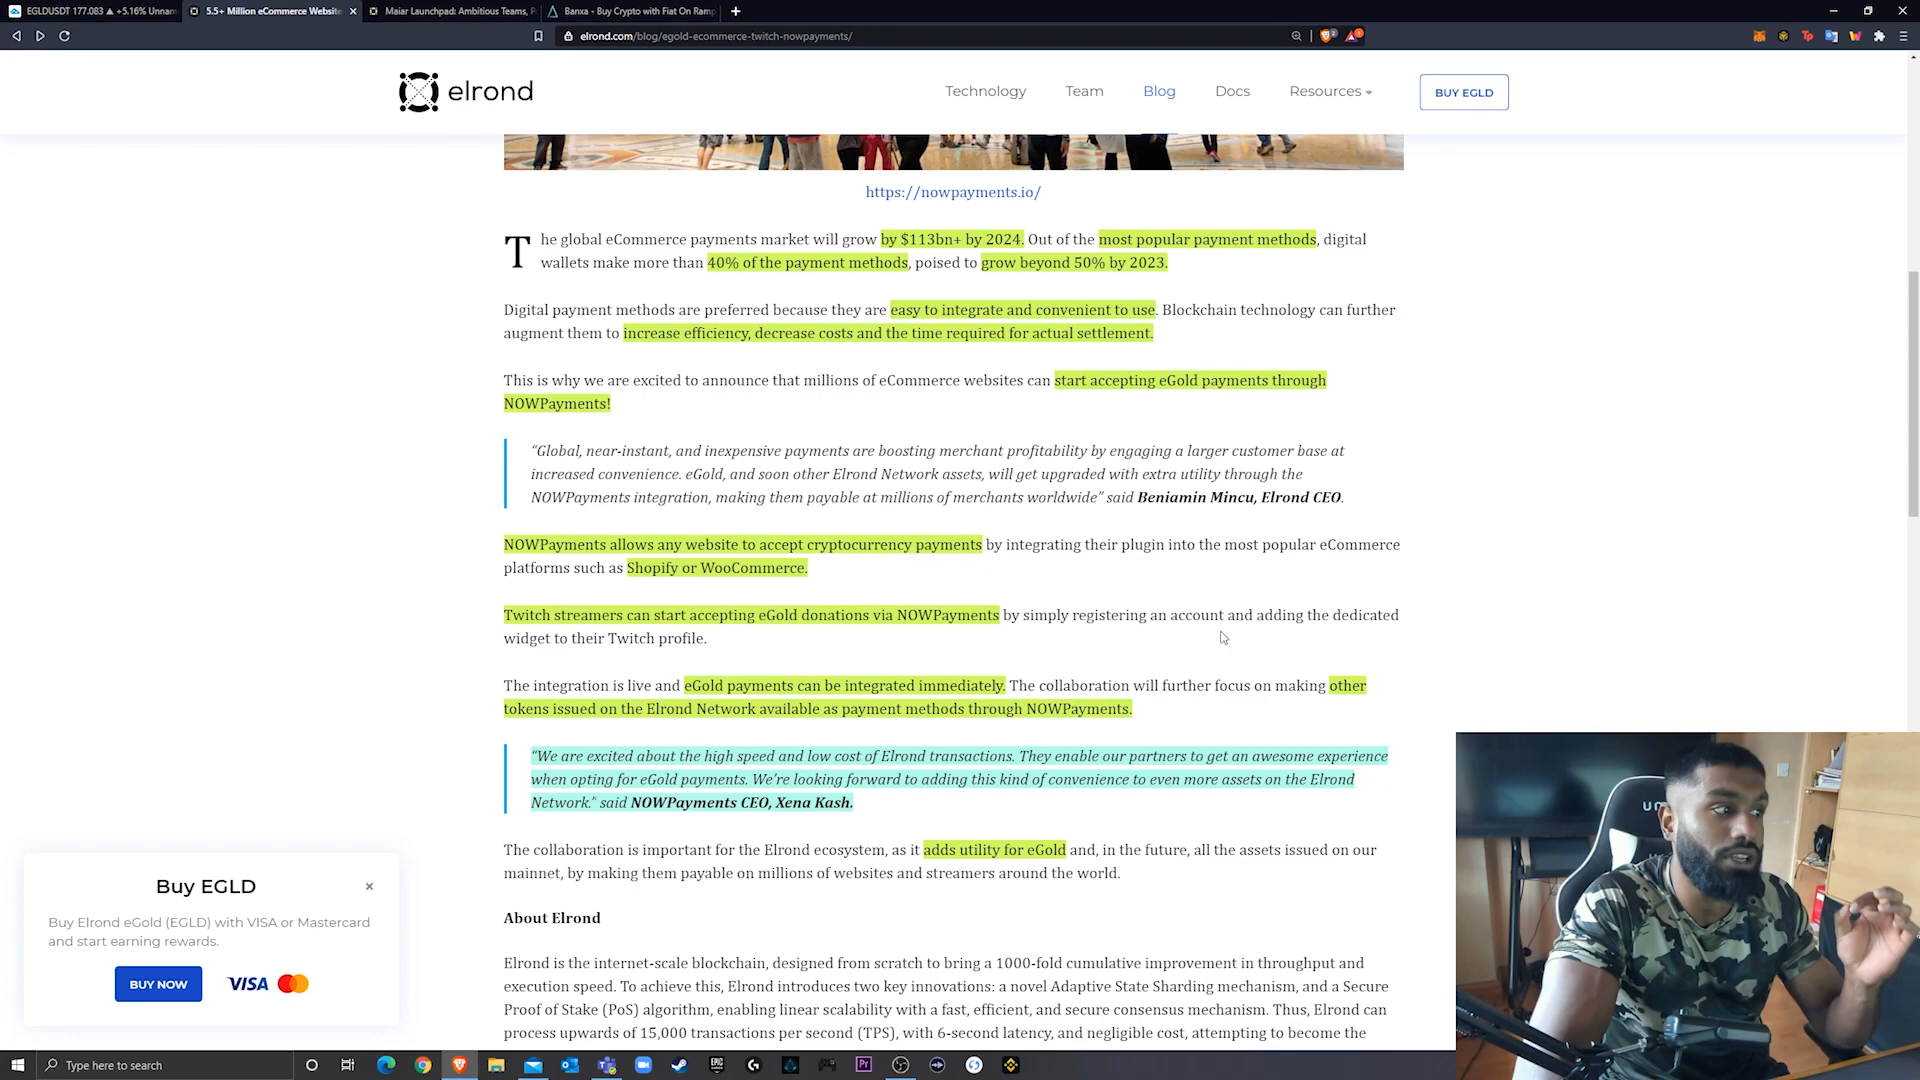 EGLDUSDT 177.083 ▲ +5.16% Unnam
5.5+ Million eCommerce Website
Maiar Launchpad: Ambitious Teams, P
Banxa - Buy Crypto with Fiat On Ramp
elrond.com/blog/egold-ecommerce-twitch-nowpayments/
elrond
Technology
Team
Blog
Docs
Resources
BUY EGLD
https://nowpayments.io/
The global eCommerce payments market will grow by $113bn+ by 2024. Out of the most popular payment methods, digital
wallets make more than 40% of the payment methods, poised to grow beyond 50% by 2023.
Digital payment methods are preferred because they are easy to integrate and convenient to use. Blockchain technology can further
augment them to increase efficiency, decrease costs and the time required for actual settlement.
This is why we are excited to announce that millions of eCommerce websites can start accepting eGold payments through
NOWPayments!
“Global, near-instant, and inexpensive payments are boosting merchant profitability by engaging a larger customer base at
increased convenience. eGold, and soon other Elrond Network assets, will get upgraded with extra utility through the
NOWPayments integration, making them payable at millions of merchants worldwide” said Beniamin Mincu, Elrond CEO.
NOWPayments allows any website to accept cryptocurrency payments by integrating their plugin into the most popular eCommerce
platforms such as Shopify or WooCommerce.
Twitch streamers can start accepting eGold donations via NOWPayments by simply registering an account and adding the dedicated
widget to their Twitch profile.
The integration is live and eGold payments can be integrated immediately. The collaboration will further focus on making other
tokens issued on the Elrond Network available as payment methods through NOWPayments.
“We are excited about the high speed and low cost of Elrond transactions. They enable our partners to get an awesome experience
when opting for eGold payments. We’re looking forward to adding this kind of convenience to even more assets on the Elrond
Network.” said NOWPayments CEO, Xena Kash.
The collaboration is important for the Elrond ecosystem, as it adds utility for eGold and, in the future, all the assets issued on our
mainnet, by making them payable on millions of websites and streamers around the world.
About Elrond
Elrond is the internet-scale blockchain, designed from scratch to bring a 1000-fold cumulative improvement in throughput and
execution speed. To achieve this, Elrond introduces two key innovations: a novel Adaptive State Sharding mechanism, and a Secure
Proof of Stake (PoS) algorithm, enabling linear scalability with a fast, efficient, and secure consensus mechanism. Thus, Elrond can
process upwards of 15,000 transactions per second (TPS), with 6-second latency, and negligible cost, attempting to become the
Buy EGLD
×
Buy Elrond eGold (EGLD) with VISA or Mastercard
and start earning rewards.
BUY NOW
VISA
Type here to search